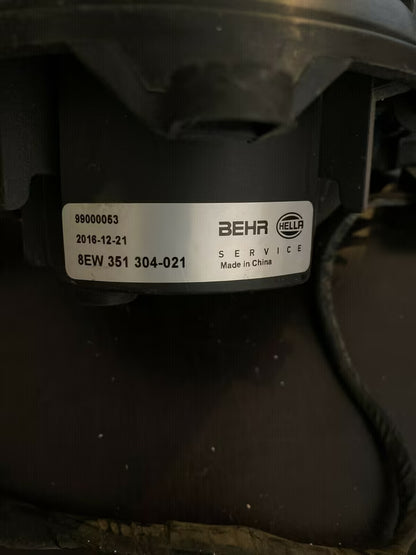 99000053
2016-12-21
8EW 351 304-021
BEHR HELLA
SERVICE
Made in China